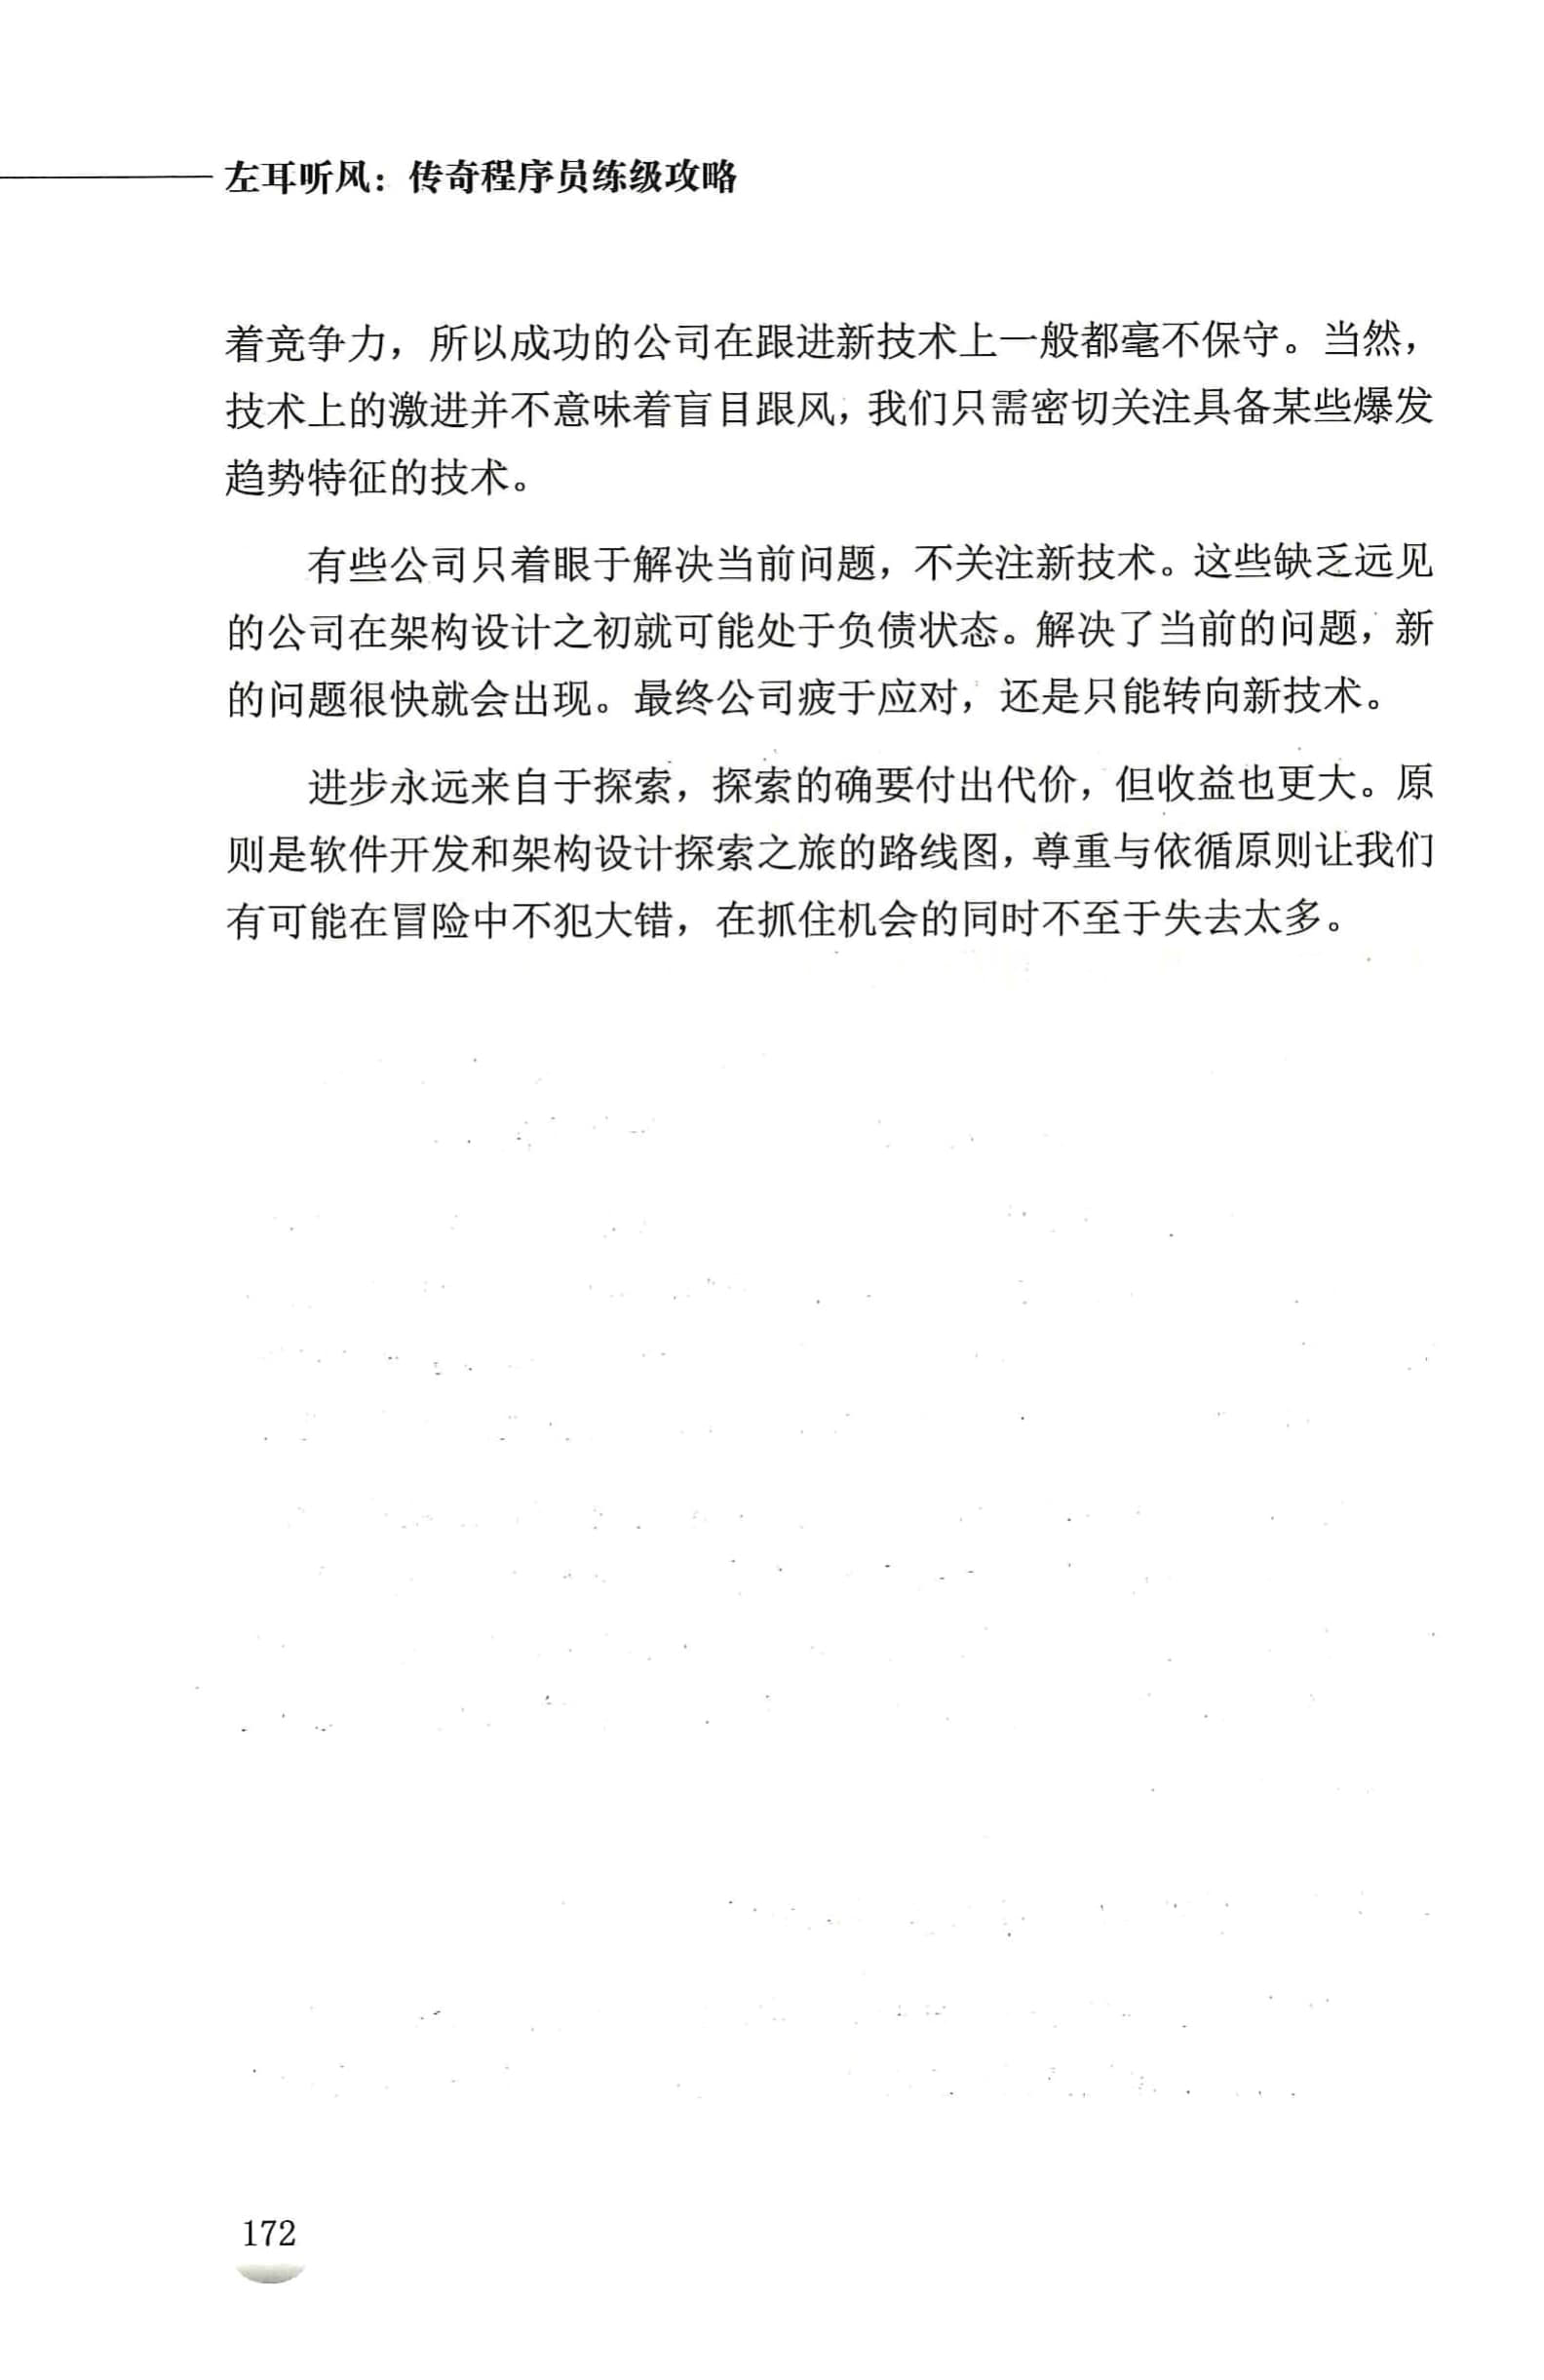 左耳听风：传奇程序员练级攻略
着竞争力，所以成功的公司在跟进新技术上一般都毫不保守。当然，
技术上的激进并不意味着盲目跟风，我们只需密切关注具备某些爆发
趋势特征的技术。
有些公司只着眼于解决当前问题，不关注新技术。这些缺乏远见
的公司在架构设计之初就可能处于负债状态。解决了当前的问题，新
的问题很快就会出现。最终公司疲于应对，还是只能转向新技术。
进步永远来自于探索，探索的确要付出代价，但收益也更大。原
则是软件开发和架构设计探索之旅的路线图，尊重与依循原则让我们
有可能在冒险中不犯大错，在抓住机会的同时不至于失去太多。
172